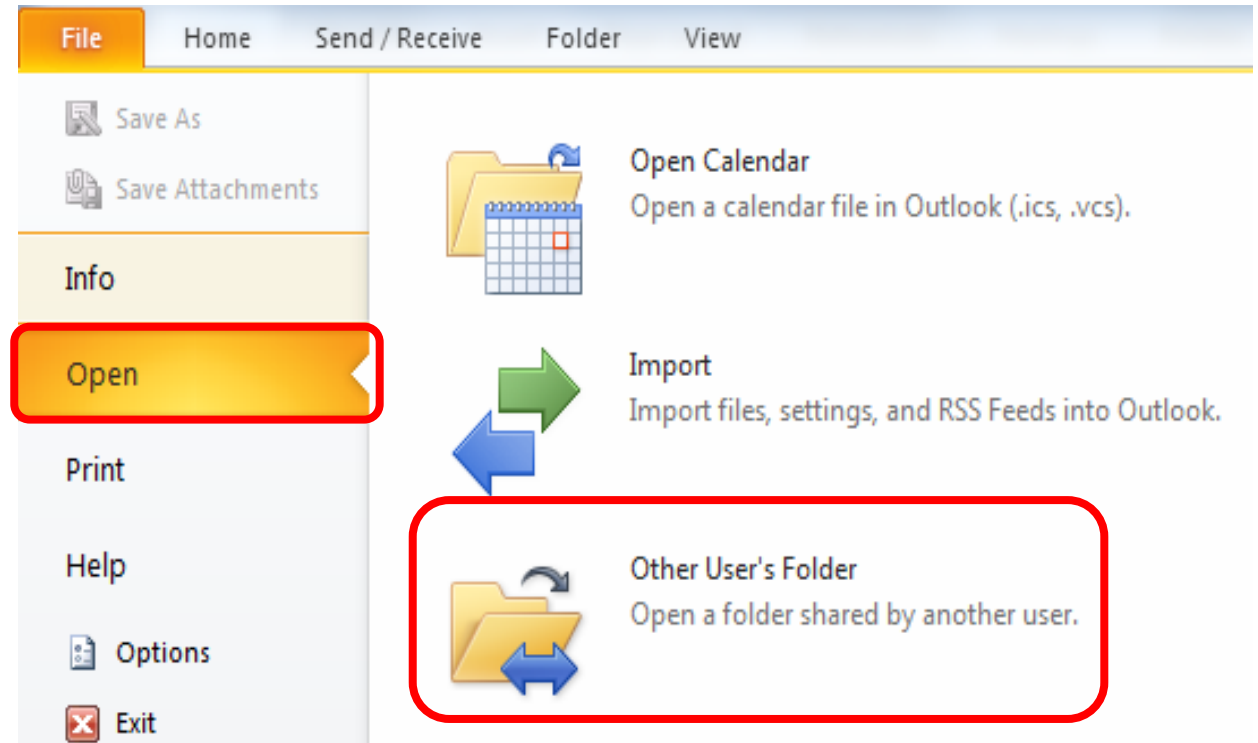 File Home Send / Receive Folder View
Save As
Save Attachments
Info
Open
Print
Help
Options
Exit
Open Calendar
Open a calendar file in Outlook (.ics, .vcs).
Import
Import files, settings, and RSS Feeds into Outlook.
Other User's Folder
Open a folder shared by another user.